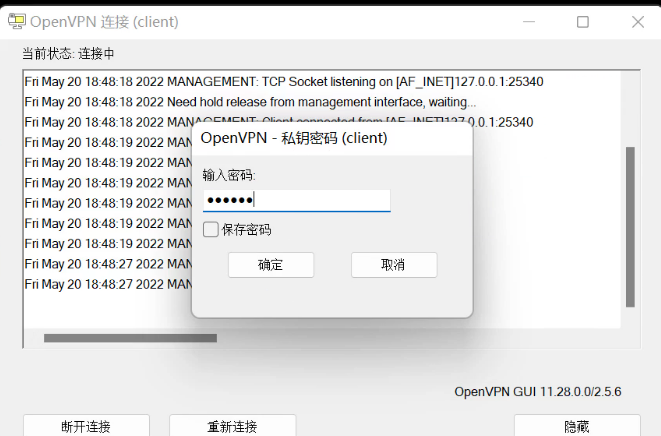 OpenVPN 连接 (client)
当前状态: 连接中
Fri May 20 18:48:18 2022 MANAGEMENT: TCP Socket listening on [AF_INET]127.0.0.1:25340
Fri May 20 18:48:18 2022 Need hold release from management interface, waiting...
Fri May 20 18:48:18 2022 MANAGEMENT: Client connected from [AF_INET]127.0.0.1:25340
Fri May 20 18:48:19 2022 MAN
Fri May 20 18:48:19 2022 MAN
Fri May 20 18:48:19 2022 MAN
Fri May 20 18:48:19 2022 MAN
Fri May 20 18:48:19 2022 MAN
Fri May 20 18:48:19 2022 MAN
Fri May 20 18:48:27 2022 MAN
Fri May 20 18:48:27 2022 MAN
OpenVPN - 私钥密码 (client)
输入密码:
••••••
保存密码
确定
取消
OpenVPN GUI 11.28.0.0/2.5.6
断开连接
重新连接
隐藏